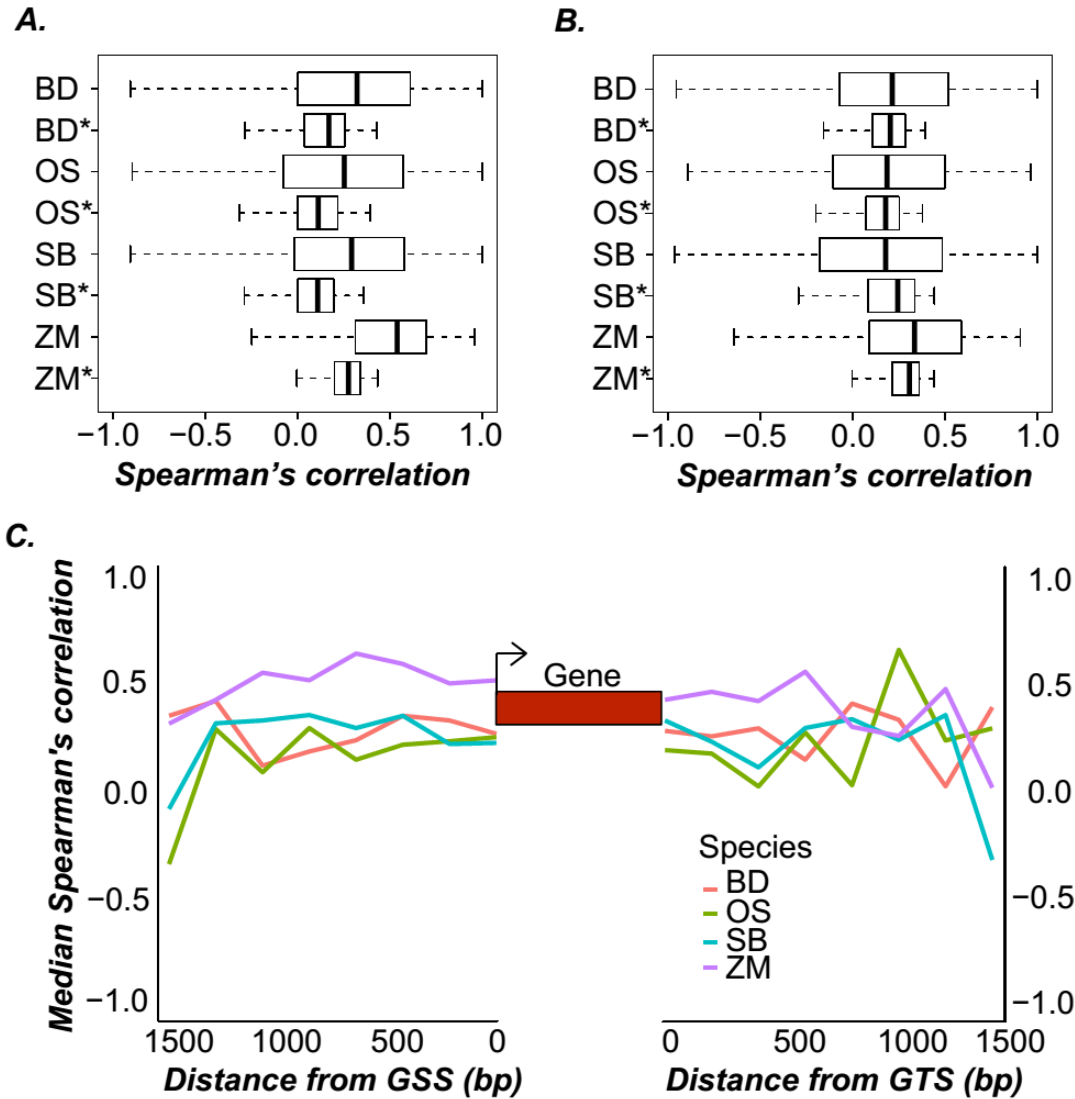 A.
B.
BD
BD*
OS
OS*
SB
SB*
ZM
ZM*
−1.0 −0.5 0.0 0.5 1.0
Spearman's correlation
BD
BD*
OS
OS*
SB
SB*
ZM
ZM*
−1.0 −0.5 0.0 0.5 1.0
Spearman's correlation
C.
Median Spearman's correlation
1.0
0.5
0.0
−0.5
−1.0
Gene
1.0
0.5
0.0
−0.5
−1.0
Species
BD
OS
SB
ZM
1500 1000 500 0
0 500 1000 1500
Distance from GSS (bp)
Distance from GTS (bp)